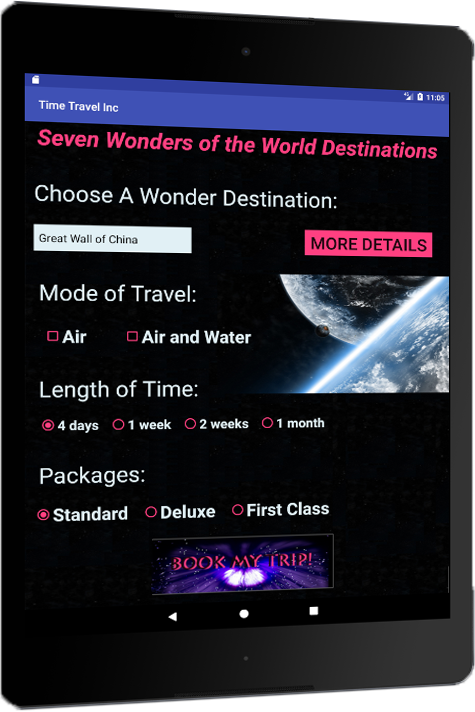 11:05
Time Travel Inc
Seven Wonders of the World Destinations
Choose A Wonder Destination:
Great Wall of China
MORE DETAILS
Mode of Travel:
Air Air and Water
Length of Time:
4 days 1 week 2 weeks 1 month
Packages:
Standard Deluxe First Class
BOOK MY TRIP!